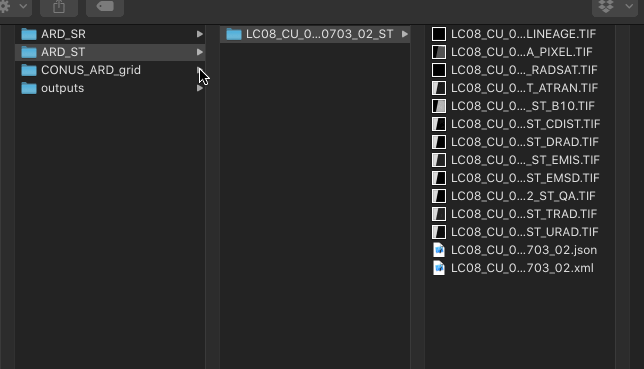 ARD_SR
ARD_ST
CONUS_ARD_grid
outputs
LC08_CU_0...0703_02_ST
LC08_CU_0...LINEAGE.TIF
LC08_CU_0...A_PIXEL.TIF
LC08_CU_0..._RADSAT.TIF
LC08_CU_0...T_ATRAN.TIF
LC08_CU_0..._ST_B10.TIF
LC08_CU_0...ST_CDIST.TIF
LC08_CU_0...ST_DRAD.TIF
LC08_CU_0..._ST_EMIS.TIF
LC08_CU_0...ST_EMSD.TIF
LC08_CU_0...2_ST_QA.TIF
LC08_CU_0...ST_TRAD.TIF
LC08_CU_0...ST_URAD.TIF
LC08_CU_0...703_02.json
LC08_CU_0...703_02.xml